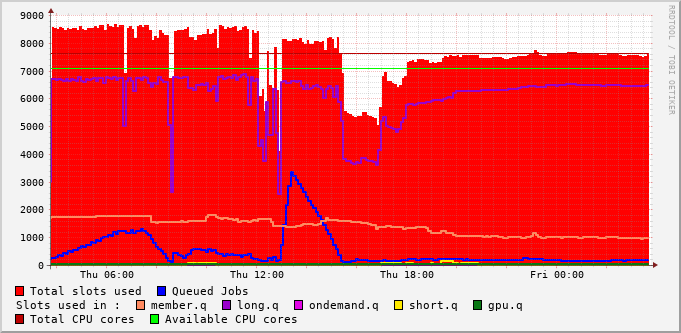 9000
8000
7000
6000
5000
4000
3000
2000
1000
0
Thu 06:00 Thu 12:00 Thu 18:00 Fri 00:00
RRDTOOL / TOBI OETIKER
Total slots used Queued Jobs
Slots used in : member.q long.q ondemand.q short.q gpu.q
Total CPU cores Available CPU cores